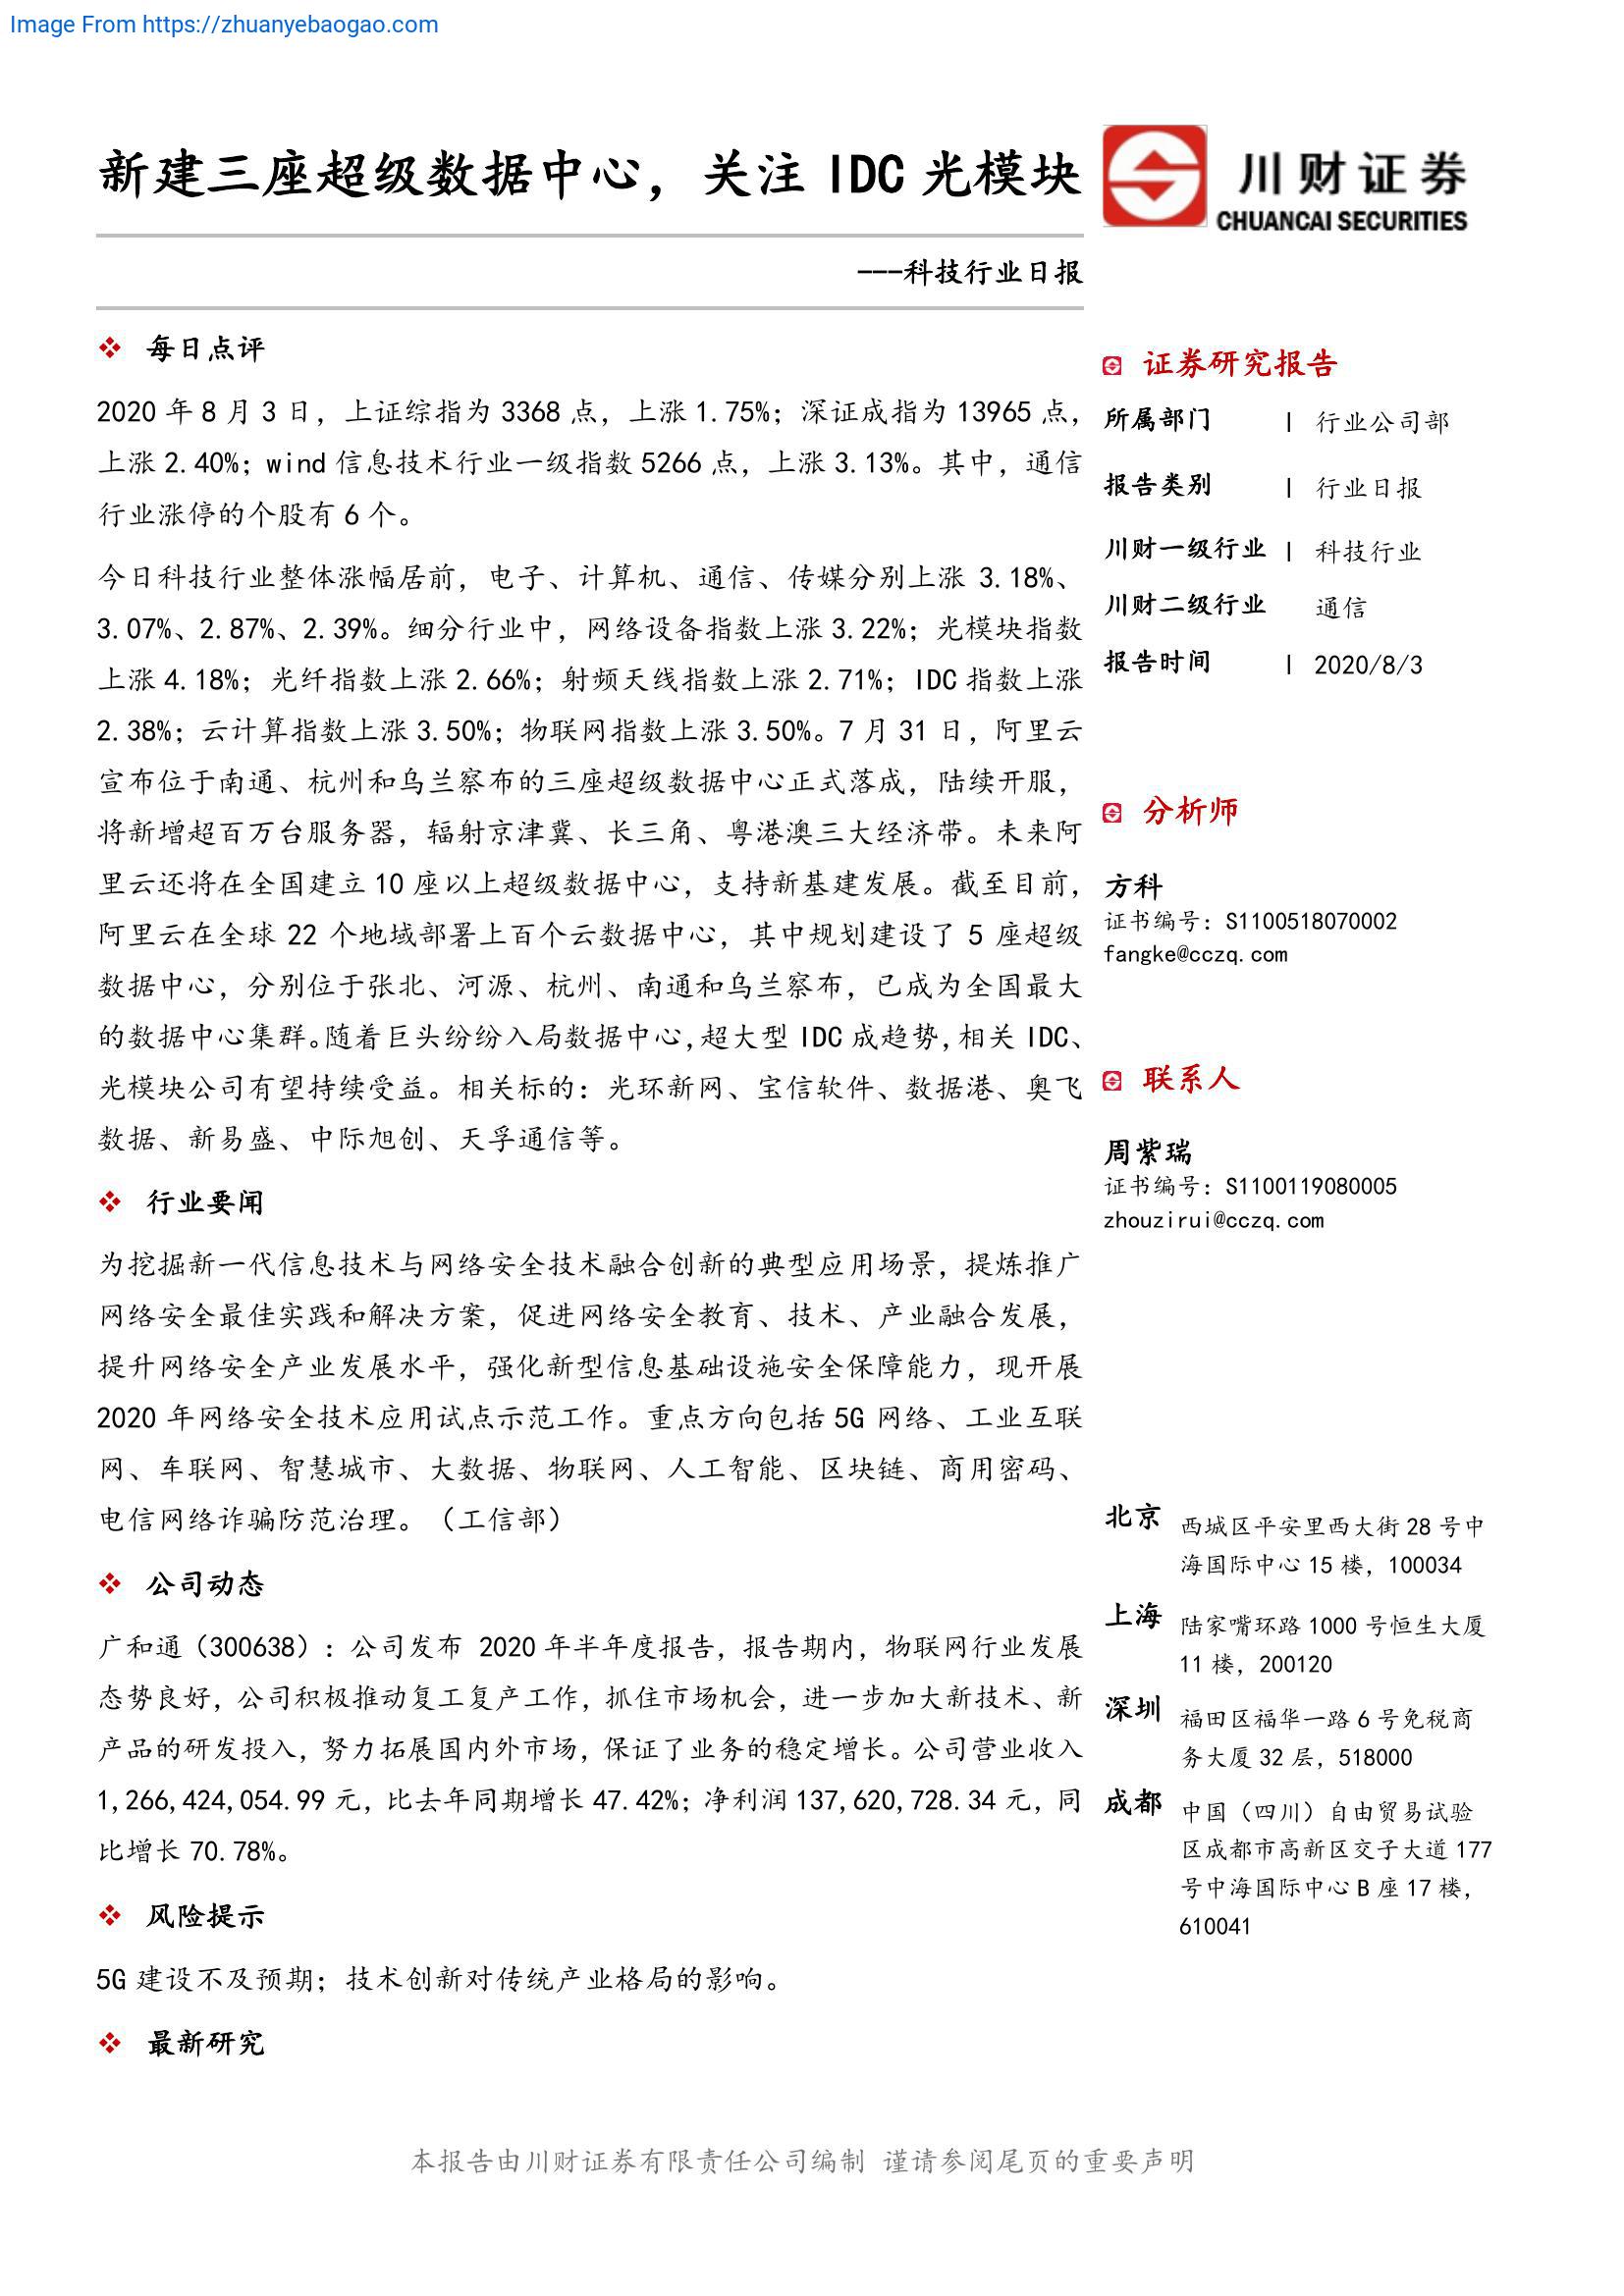 Image From https://zhuanyebaogao.com
新建三座超级数据中心，关注 IDC 光模块
川财证券
CHUANCAI SECURITIES
---科技行业日报
每日点评
2020 年 8 月 3 日，上证综指为 3368 点，上涨 1.75%；深证成指为 13965 点，
上涨 2.40%；wind 信息技术行业一级指数 5266 点，上涨 3.13%。其中，通信
行业涨停的个股有 6 个。
今日科技行业整体涨幅居前，电子、计算机、通信、传媒分别上涨 3.18%、
3.07%、2.87%、2.39%。细分行业中，网络设备指数上涨 3.22%；光模块指数
上涨 4.18%；光纤指数上涨 2.66%；射频天线指数上涨 2.71%；IDC 指数上涨
2.38%；云计算指数上涨 3.50%；物联网指数上涨 3.50%。7 月 31 日，阿里云
宣布位于南通、杭州和乌兰察布的三座超级数据中心正式落成，陆续开服，
将新增超百万台服务器，辐射京津冀、长三角、粤港澳三大经济带。未来阿
里云还将在全国建立 10 座以上超级数据中心，支持新基建发展。截至目前，
阿里云在全球 22 个地域部署上百个云数据中心，其中规划建设了 5 座超级
数据中心，分别位于张北、河源、杭州、南通和乌兰察布，已成为全国最大
的数据中心集群。随着巨头纷纷入局数据中心，超大型 IDC 成趋势，相关 IDC、
光模块公司有望持续受益。相关标的：光环新网、宝信软件、数据港、奥飞
数据、新易盛、中际旭创、天孚通信等。
行业要闻
为挖掘新一代信息技术与网络安全技术融合创新的典型应用场景，提炼推广
网络安全最佳实践和解决方案，促进网络安全教育、技术、产业融合发展，
提升网络安全产业发展水平，强化新型信息基础设施安全保障能力，现开展
2020 年网络安全技术应用试点示范工作。重点方向包括 5G 网络、工业互联
网、车联网、智慧城市、大数据、物联网、人工智能、区块链、商用密码、
电信网络诈骗防范治理。（工信部）
公司动态
广和通（300638）：公司发布 2020 年半年度报告，报告期内，物联网行业发展
态势良好，公司积极推动复工复产工作，抓住市场机会，进一步加大新技术、新
产品的研发投入，努力拓展国内外市场，保证了业务的稳定增长。公司营业收入
1,266,424,054.99 元，比去年同期增长 47.42%；净利润 137,620,728.34 元，同
比增长 70.78%。
风险提示
5G 建设不及预期；技术创新对传统产业格局的影响。
最新研究
证券研究报告
所属部门 | 行业公司部
报告类别 | 行业日报
川财一级行业 | 科技行业
川财二级行业 通信
报告时间 | 2020/8/3
分析师
方科
证书编号：S1100518070002
fangke@cczq.com
联系人
周紫瑞
证书编号：S1100119080005
zhouzirui@cczq.com
北京 西城区平安里西大街 28 号中
海国际中心 15 楼，100034
上海 陆家嘴环路 1000 号恒生大厦
11 楼，200120
深圳 福田区福华一路 6 号免税商
务大厦 32 层，518000
成都 中国（四川）自由贸易试验
区成都市高新区交子大道 177
号中海国际中心 B 座 17 楼，
610041
本报告由川财证券有限责任公司编制 谨请参阅尾页的重要声明